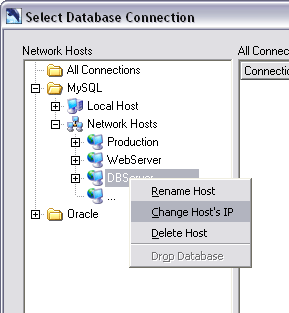 Select Database Connection
Network Hosts
All Connec
All Connections
Connectio
MySQL
Local Host
Network Hosts
Production
WebServer
DBServer
...
Oracle
Rename Host
Change Host's IP
Delete Host
Drop Database